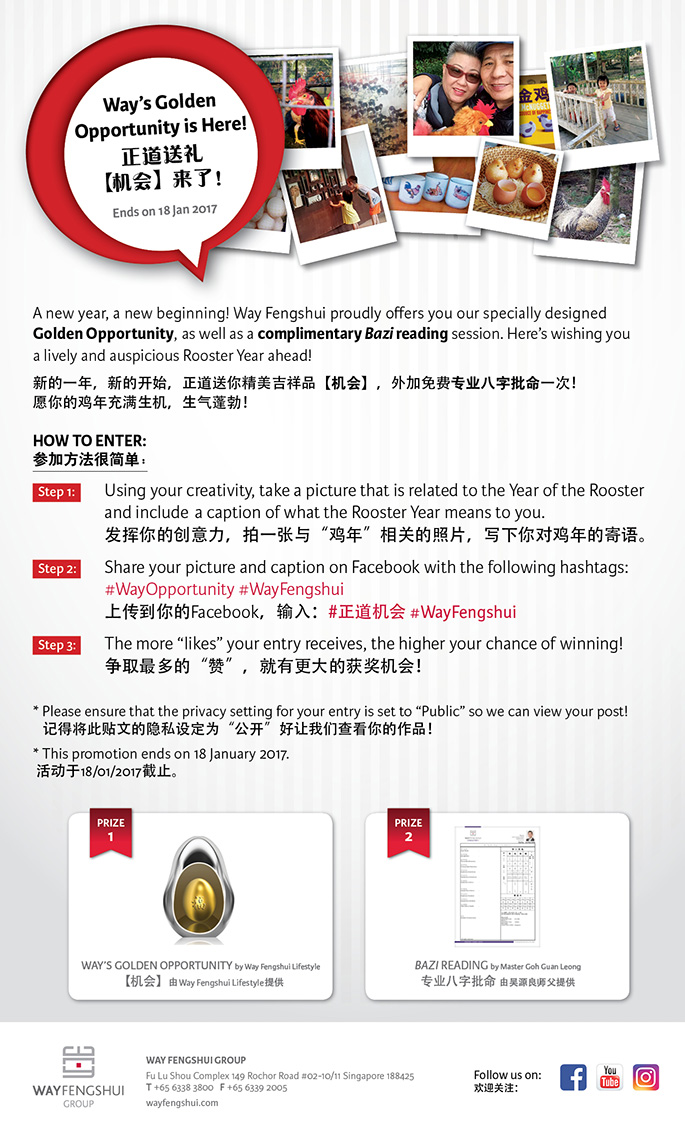 Way's Golden
Opportunity is Here!
正道送礼
【机会】来了!
Ends on 18 Jan 2017
金鸡
A new year, a new beginning! Way Fengshui proudly offers you our specially designed
Golden Opportunity, as well as a complimentary Bazi reading session. Here's wishing you
a lively and auspicious Rooster Year ahead!
新的一年，新的开始，正道送你精美吉祥品【机会】，外加免费专业八字批命一次!
愿你的鸡年充满生机，生气蓬勃!
HOW TO ENTER:
参加方法很简单：
Step 1:
Using your creativity, take a picture that is related to the Year of the Rooster
and include a caption of what the Rooster Year means to you.
发挥你的创意力，拍一张与“鸡年”相关的照片，写下你对鸡年的寄语。
Step 2:
Share your picture and caption on Facebook with the following hashtags:
#WayOpportunity #WayFengshui
上传到你的Facebook，输入：#正道机会 #WayFengshui
Step 3:
The more “likes” your entry receives, the higher your chance of winning!
争取最多的“赞”，就有更大的获奖机会!
* Please ensure that the privacy setting for your entry is set to “Public” so we can view your post!
记得将此贴文的隐私设定为“公开”好让我们查看你的作品!
* This promotion ends on 18 January 2017.
活动于18/01/2017截止。
PRIZE
1
WAY'S GOLDEN OPPORTUNITY by Way Fengshui Lifestyle
【机会】由Way Fengshui Lifestyle提供
PRIZE
2
BAZI READING by Master Goh Guan Leong
专业八字批命 由吴源良师父提供
WAYFENGSHUI
GROUP
WAY FENGSHUI GROUP
Fu Lu Shou Complex 149 Rochor Road #02-10/11 Singapore 188425
T +65 6338 3800 F +65 6339 2005
wayfengshui.com
Follow us on:
欢迎关注:
f
You
Tube